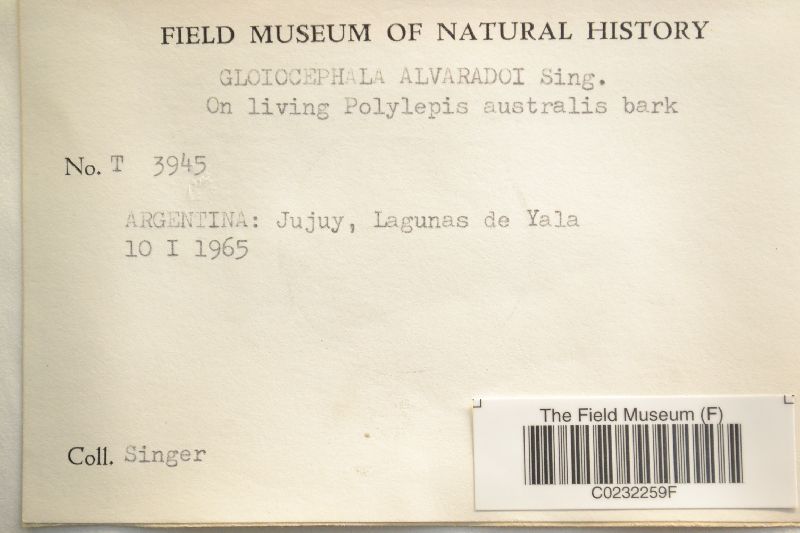 FIELD MUSEUM OF NATURAL HISTORY
GLOIOCEPHALA ALVARADOI Sing.
On living Polylepis australis bark
No. T 3945
ARGENTINA: Jujuy, Lagunas de Yala
10 I 1965
Coll. Singer
The Field Museum (F)
C0232259F